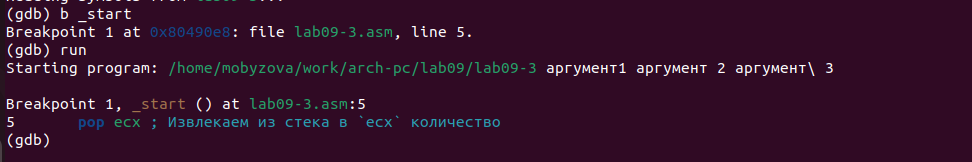 (gdb) b _start
Breakpoint 1 at 0x80490e8: file lab09-3.asm, line 5.
(gdb) run
Starting program: /home/mobyzova/work/arch-pc/lab09/lab09-3 аргумент1 аргумент 2 аргумент\ 3
Breakpoint 1, _start () at lab09-3.asm:5
5 pop ecx ; Извлекаем из стека в `ecx` количество
(gdb)